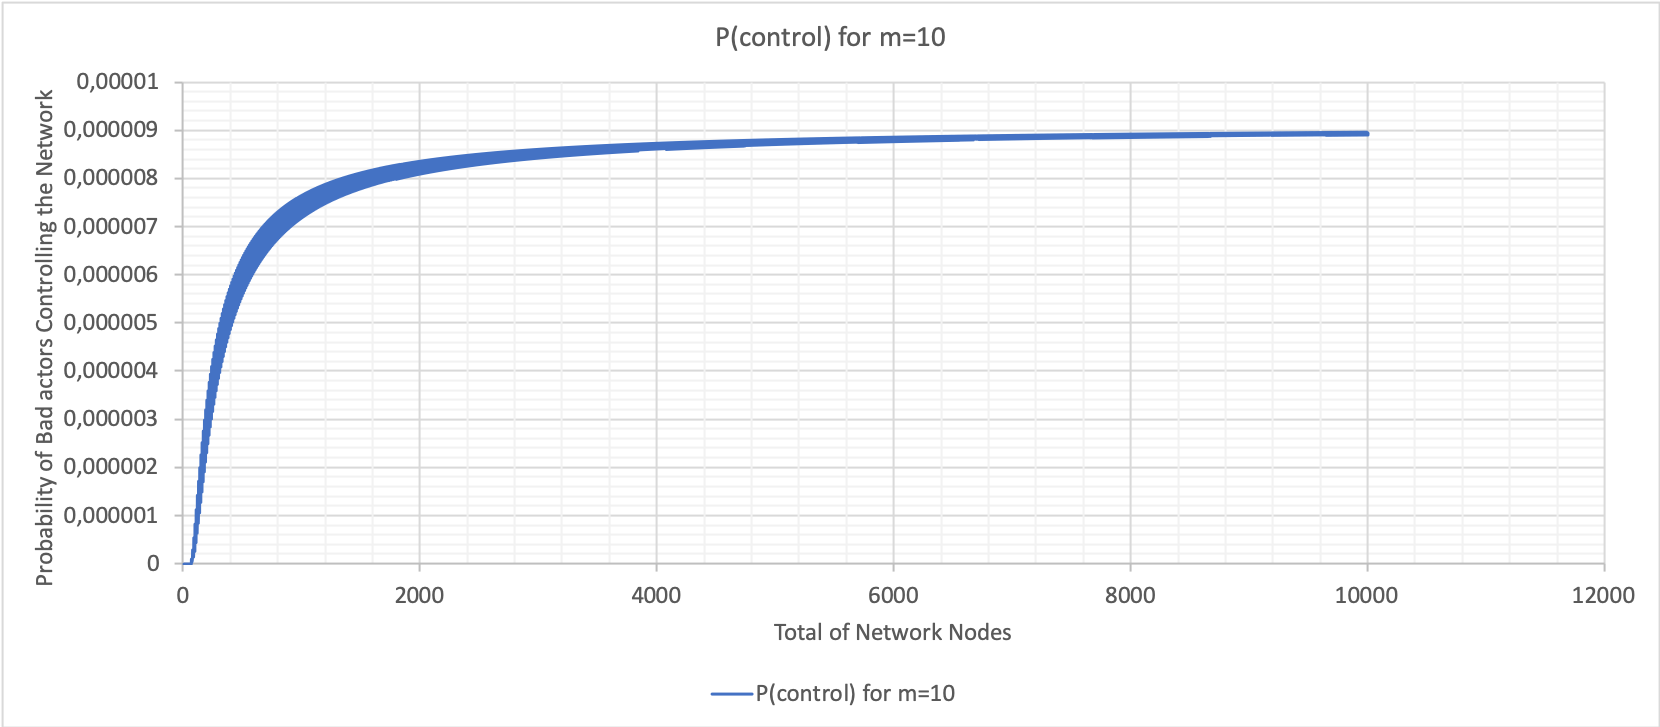 P(control) for m=10
Probability of Bad actors Controlling the Network
0,00001
0,000009
0,000008
0,000007
0,000006
0,000005
0,000004
0,000003
0,000002
0,000001
0
0 2000 4000 6000 8000 10000 12000
Total of Network Nodes
P(control) for m=10